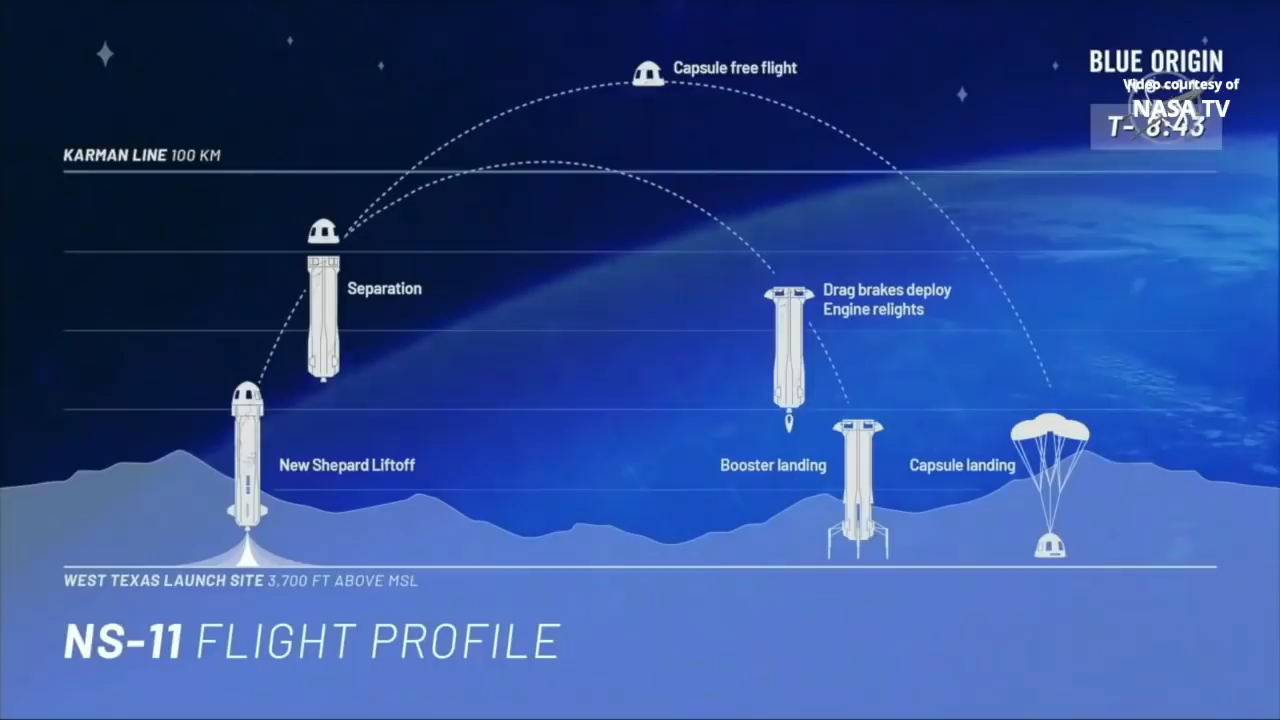 Capsule free flight
BLUE ORIGIN
Video courtesy of
NASA TV
T- 8:43
KARMAN LINE 100 KM
Separation
Drag brakes deploy
Engine relights
New Shepard Liftoff
Booster landing
Capsule landing
WEST TEXAS LAUNCH SITE 3,700 FT ABOVE MSL
NS-11 FLIGHT PROFILE